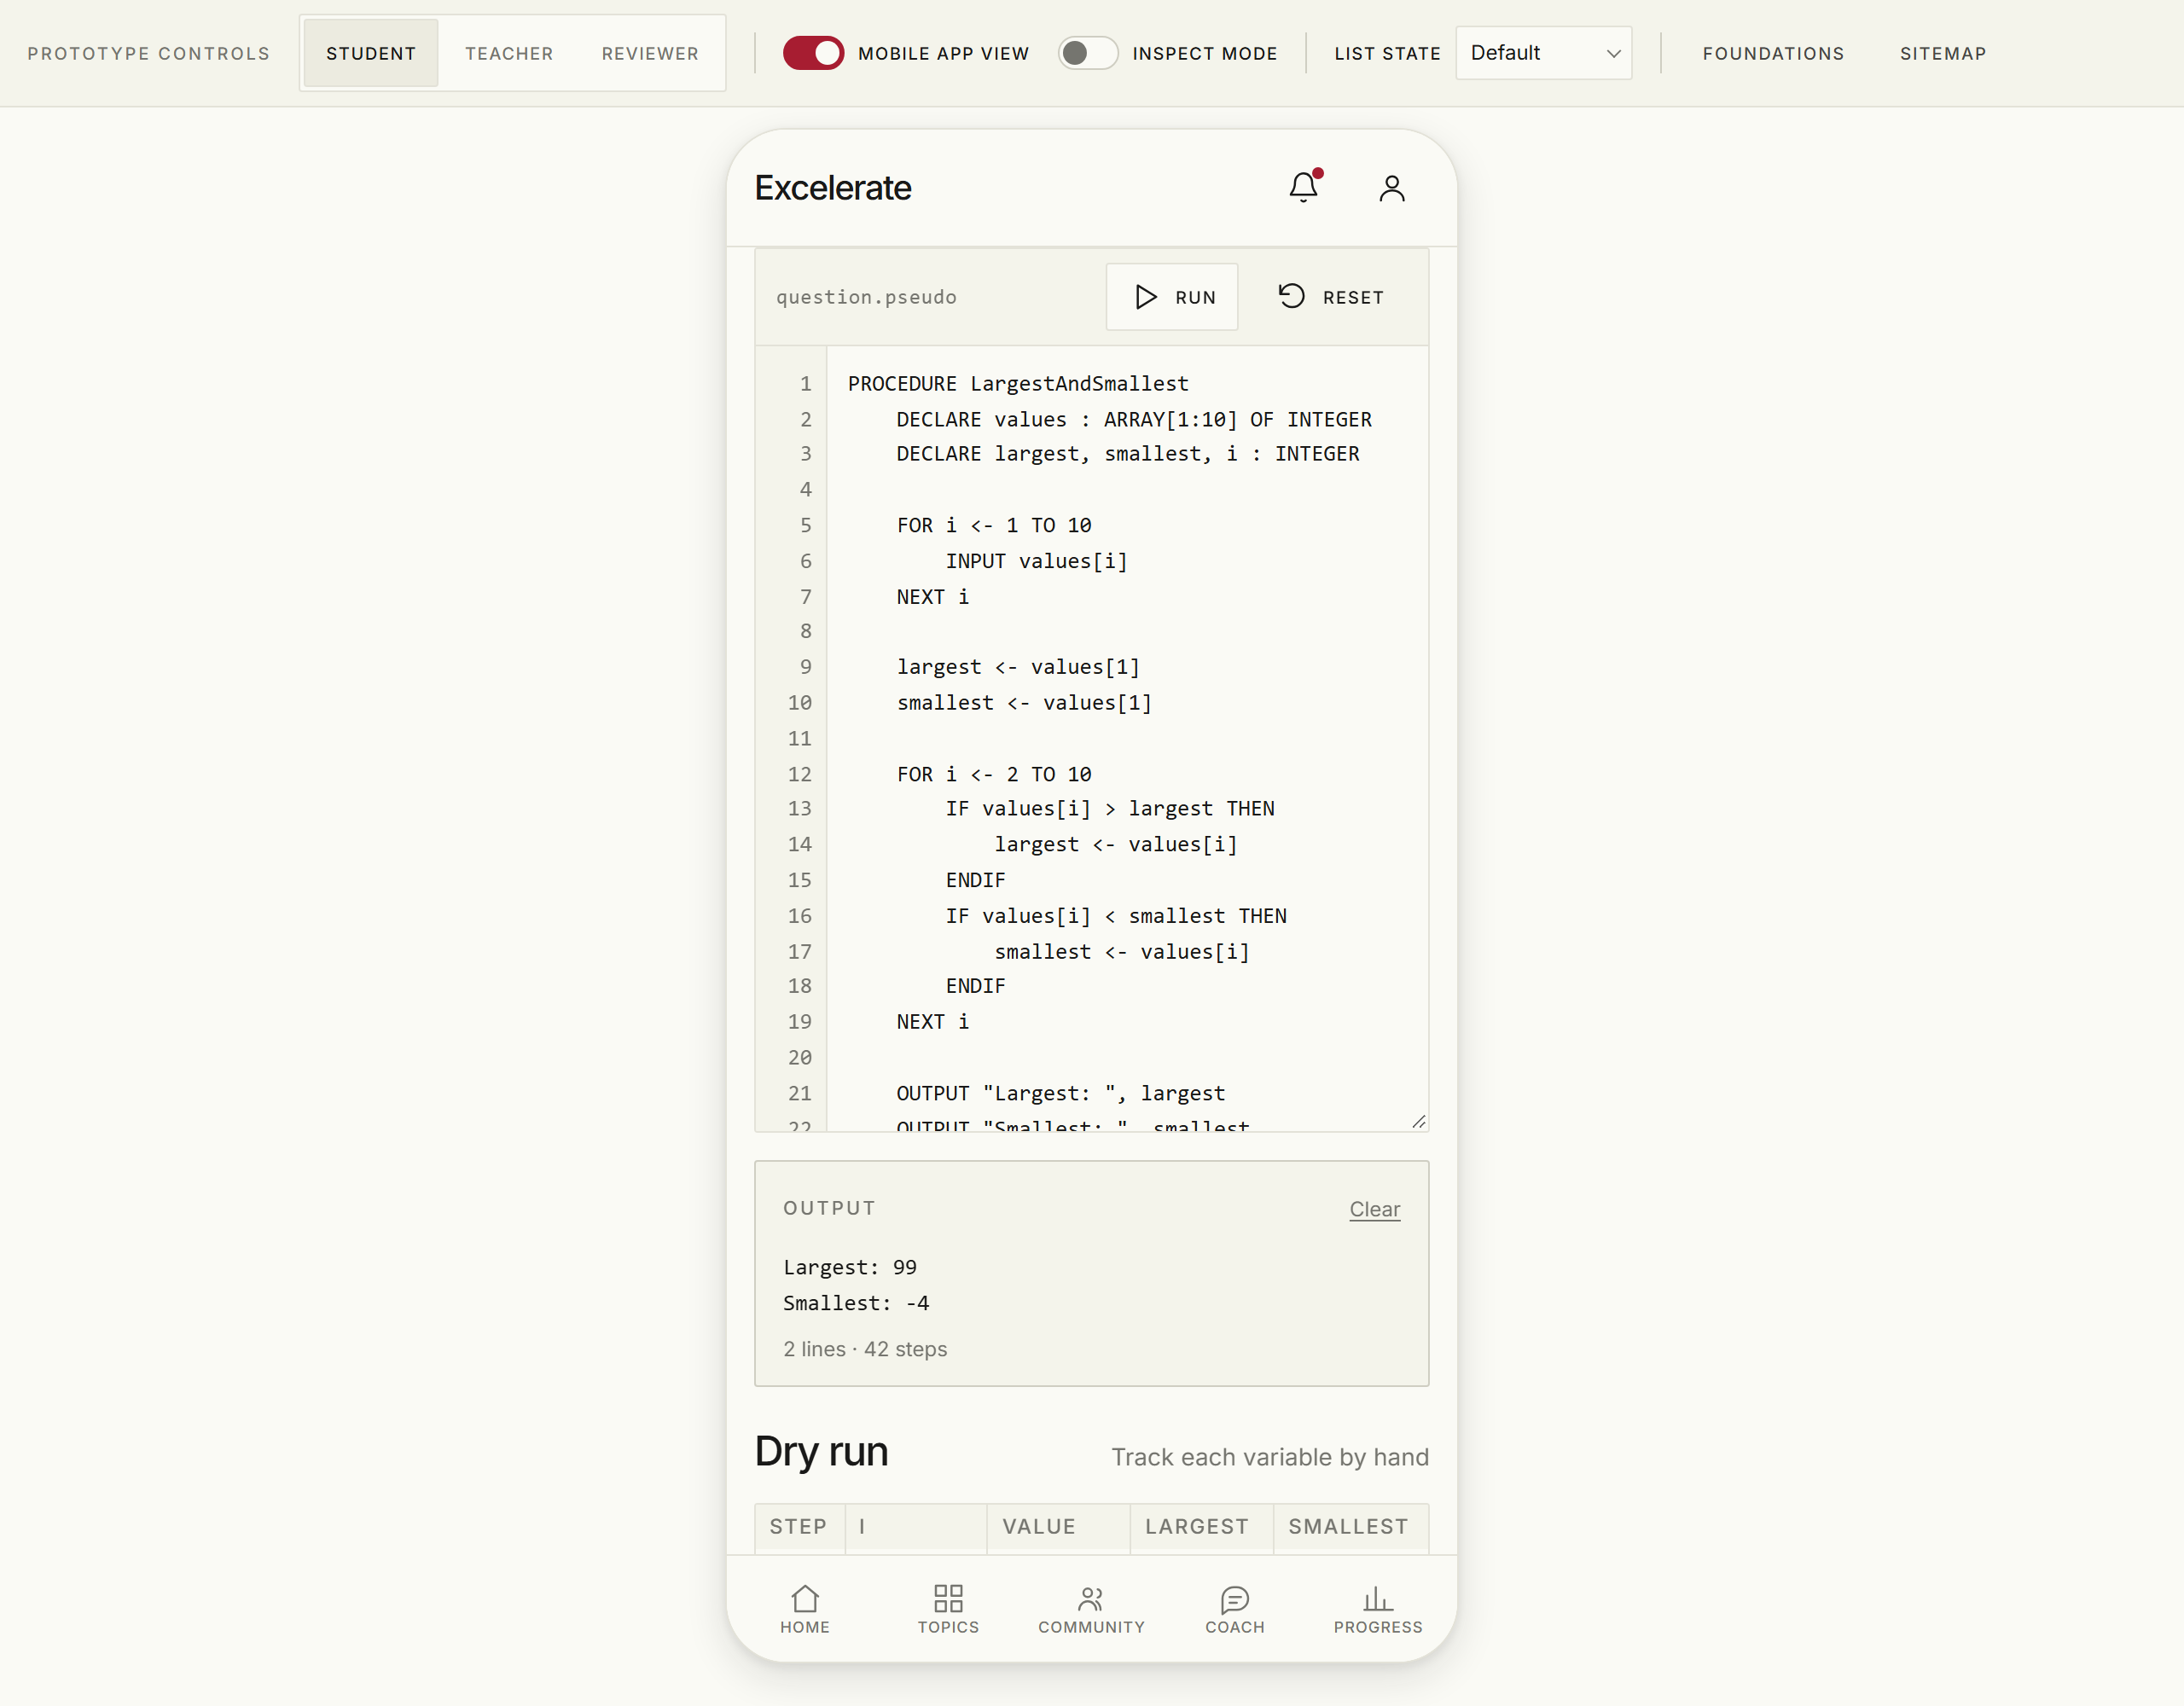 PROTOTYPE CONTROLS STUDENT TEACHER REVIEWER MOBILE APP VIEW INSPECT MODE LIST STATE Default FOUNDATIONS SITEMAP
Excelerate
question.pseudo RUN RESET
1 PROCEDURE LargestAndSmallest
2     DECLARE values : ARRAY[1:10] OF INTEGER
3     DECLARE largest, smallest, i : INTEGER
4
5     FOR i <- 1 TO 10
6         INPUT values[i]
7     NEXT i
8
9     largest <- values[1]
10     smallest <- values[1]
11
12     FOR i <- 2 TO 10
13         IF values[i] > largest THEN
14             largest <- values[i]
15         ENDIF
16         IF values[i] < smallest THEN
17             smallest <- values[i]
18         ENDIF
19     NEXT i
20
21     OUTPUT "Largest: ", largest
22     OUTPUT "Smallest: ", smallest
OUTPUT Clear
Largest: 99
Smallest: -4
2 lines · 42 steps
Dry run Track each variable by hand
STEP I VALUE LARGEST SMALLEST
HOME TOPICS COMMUNITY COACH PROGRESS